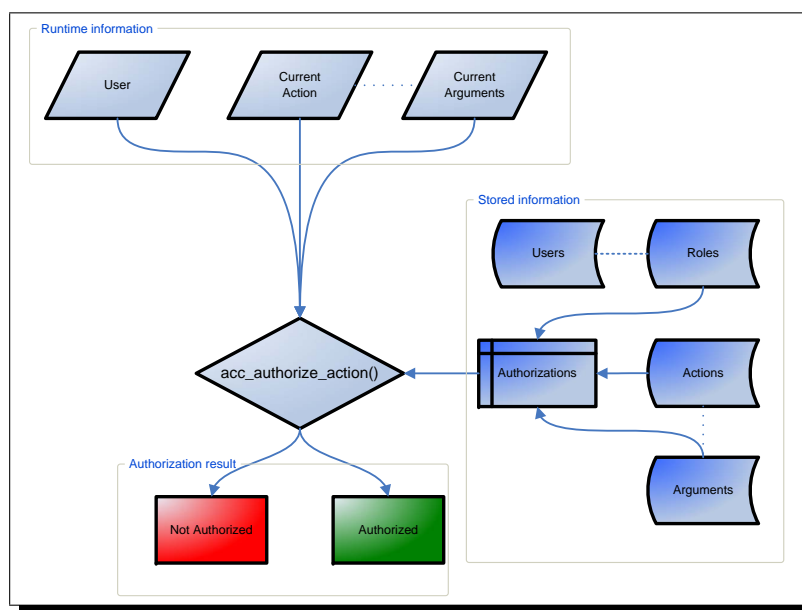 Runtime information
User
Current
Action
Current
Arguments
Stored information
Users
Roles
acc_authorize_action()
Authorizations
Actions
Authorization result
Arguments
Not Authorized
Authorized